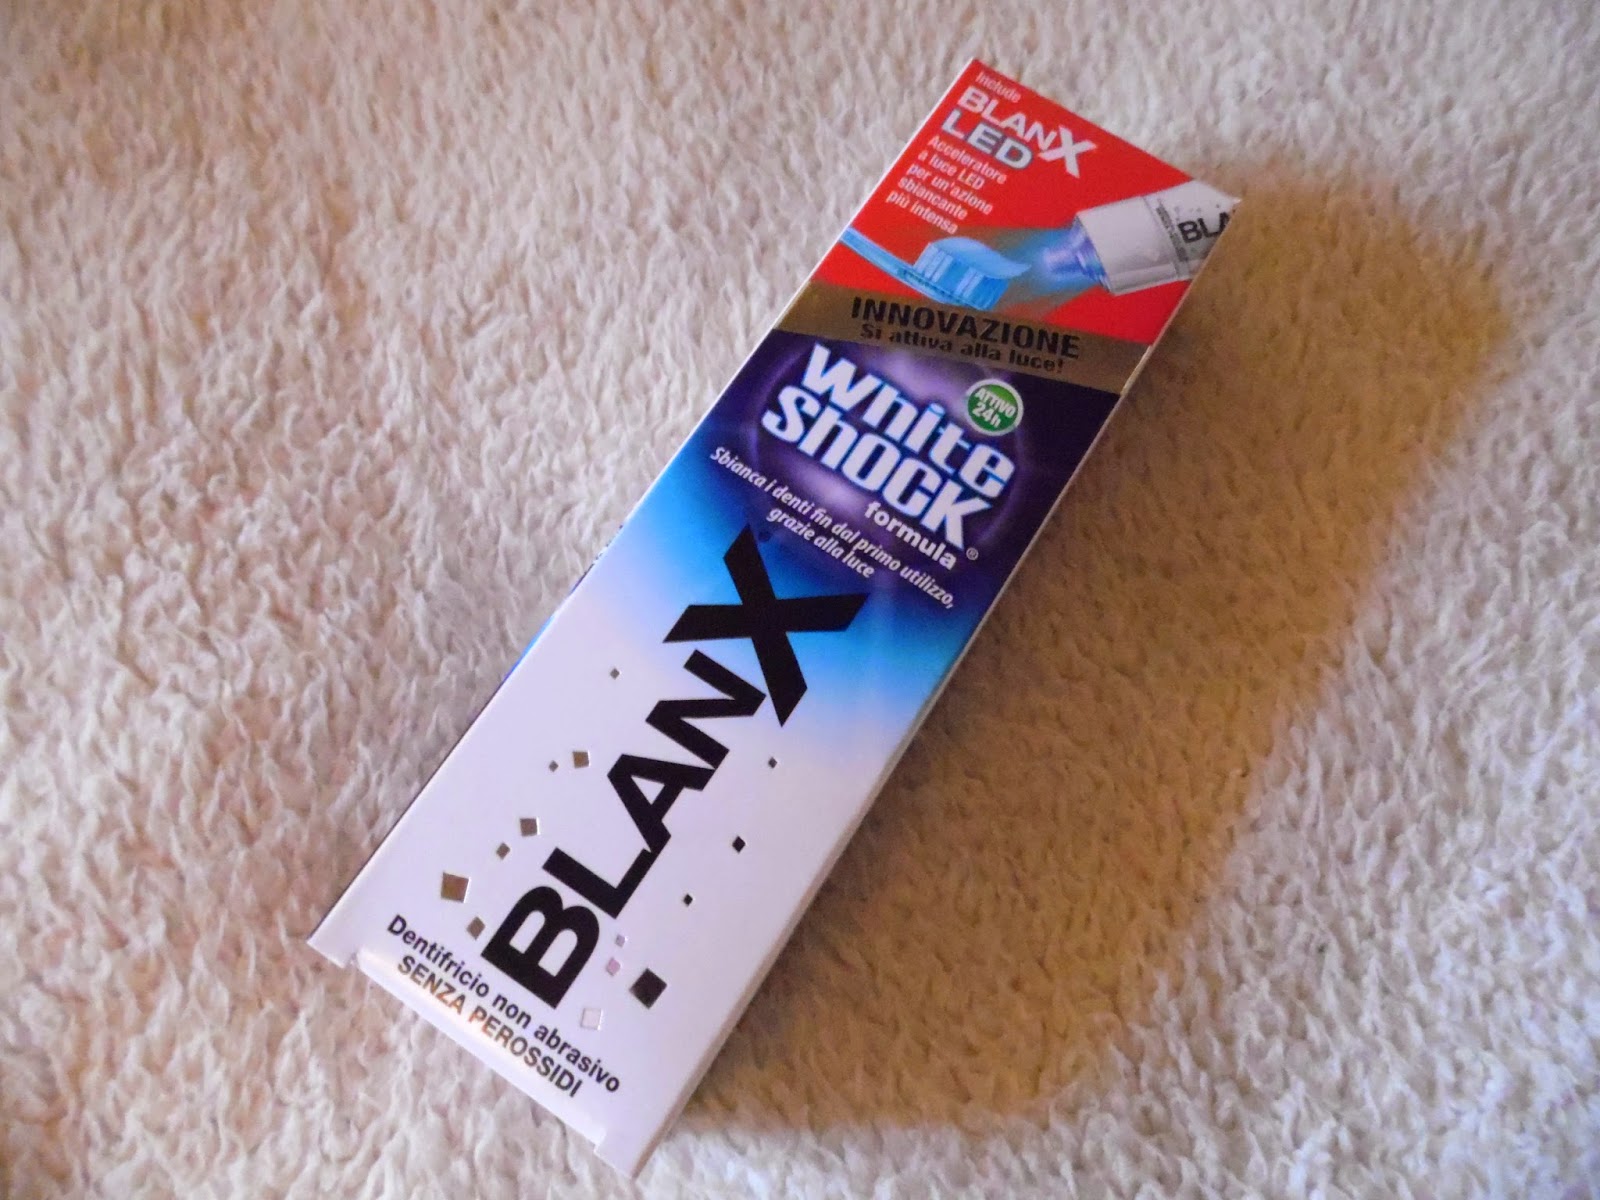 Include
BLANX
LED
Acceleratore
a luce LED
per un'azione
sbiancante
più intensa
INNOVAZIONE
Si attiva alla luce!
White
Shock
formula®
ATTIVO
24h
Sbianca i denti fin dal primo utilizzo,
grazie alla luce
BLANX
Dentifricio non abrasivo
SENZA PEROSSIDI